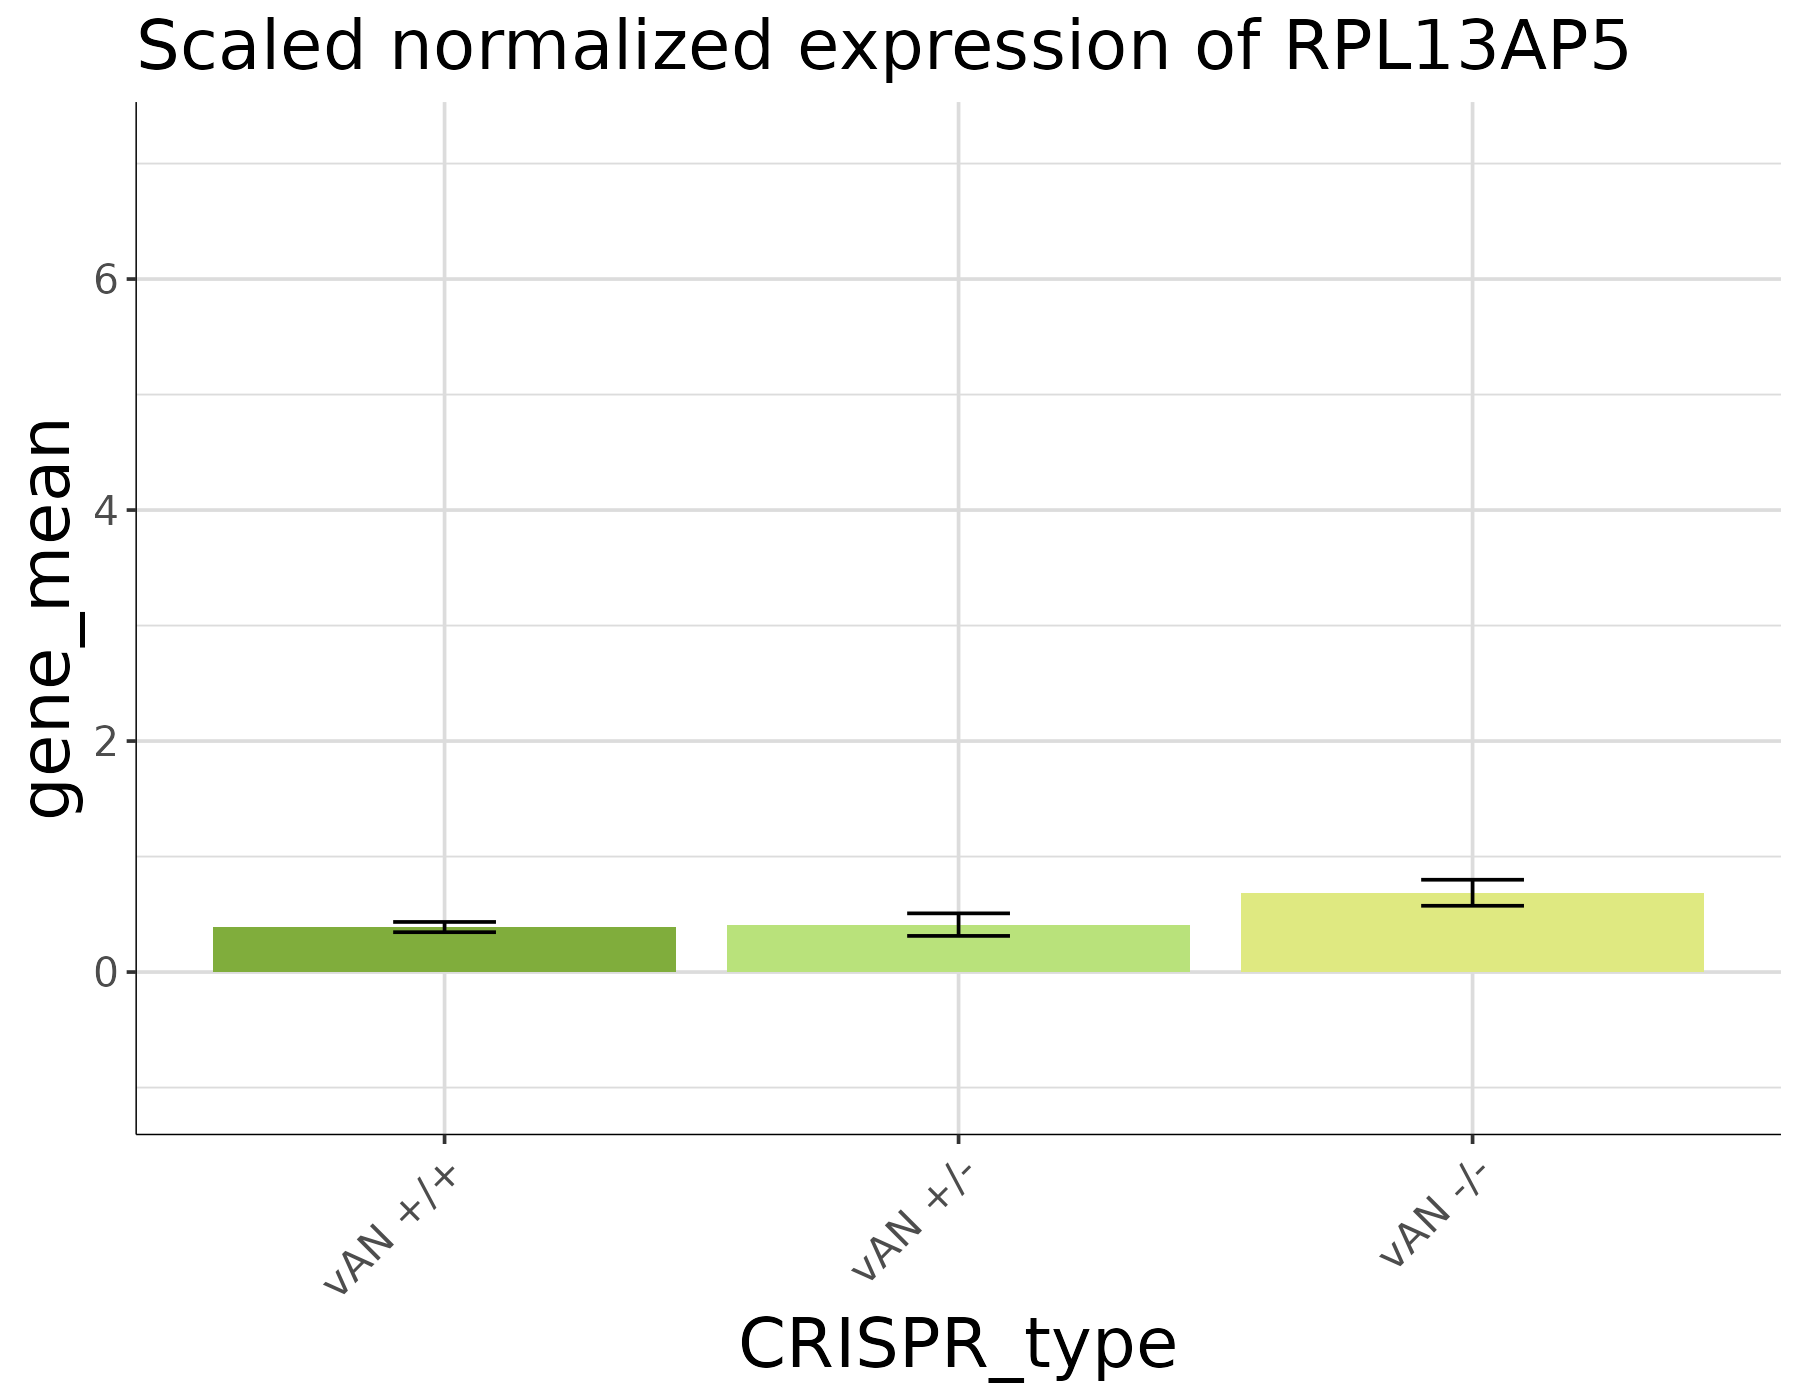 Scaled normalized expression of RPL13AP5
gene_mean
6
4
2
0
vAN +/+
vAN +/-
vAN -/-
CRISPR_type